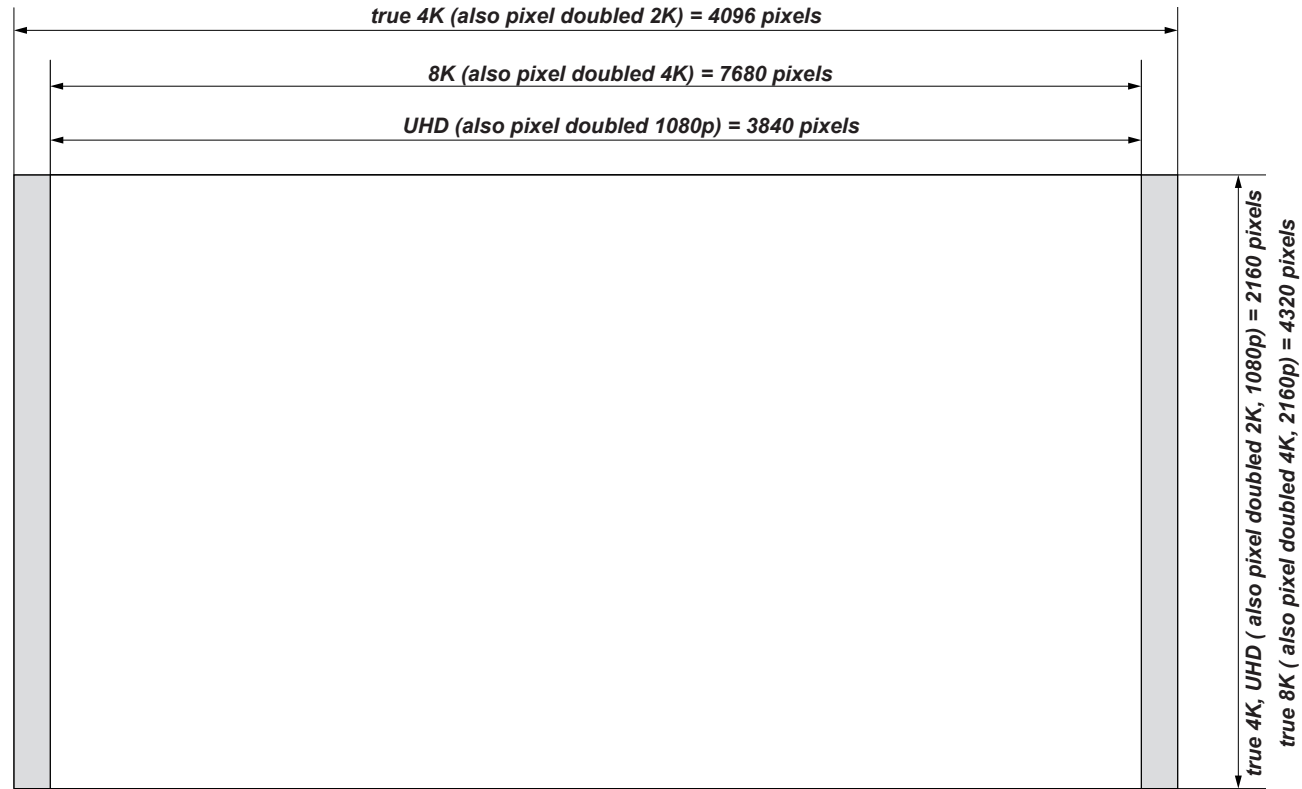 true 4K (also pixel doubled 2K) = 4096 pixels
8K (also pixel doubled 4K) = 7680 pixels
UHD (also pixel doubled 1080p) = 3840 pixels
true 4K, UHD ( also pixel doubled 2K, 1080p) = 2160 pixels
true 8K ( also pixel doubled 4K, 2160p) = 4320 pixels